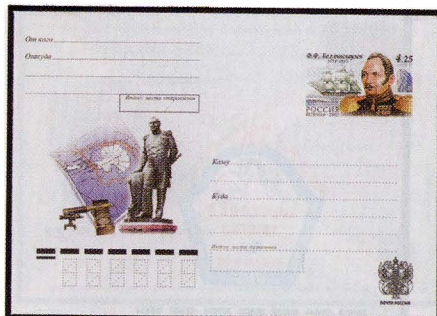 От кого
Откуда
Индекс места отправления
Ф.Ф. Беллинсгаузен
4.25
РОССИЯ
Кому
Куда
Индекс места назначения
ПОЧТА РОССИИ